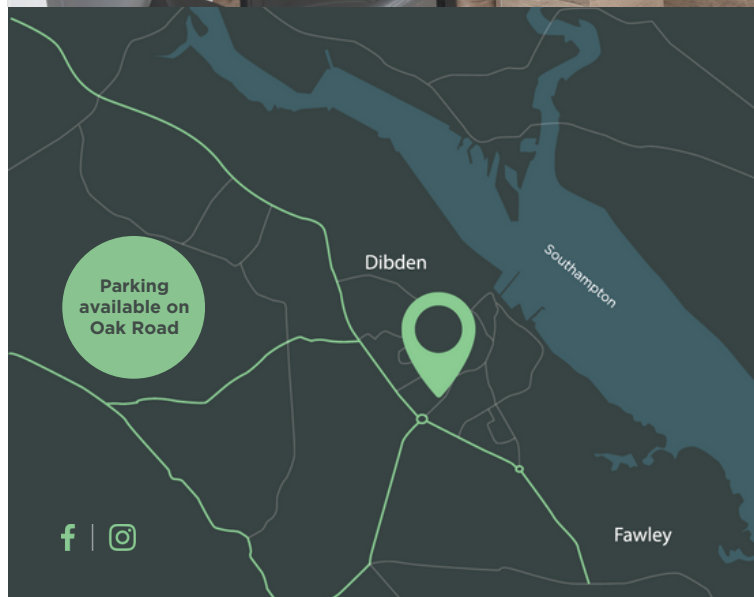 Dibden
Southampton
Parking
available on
Oak Road
Fawley